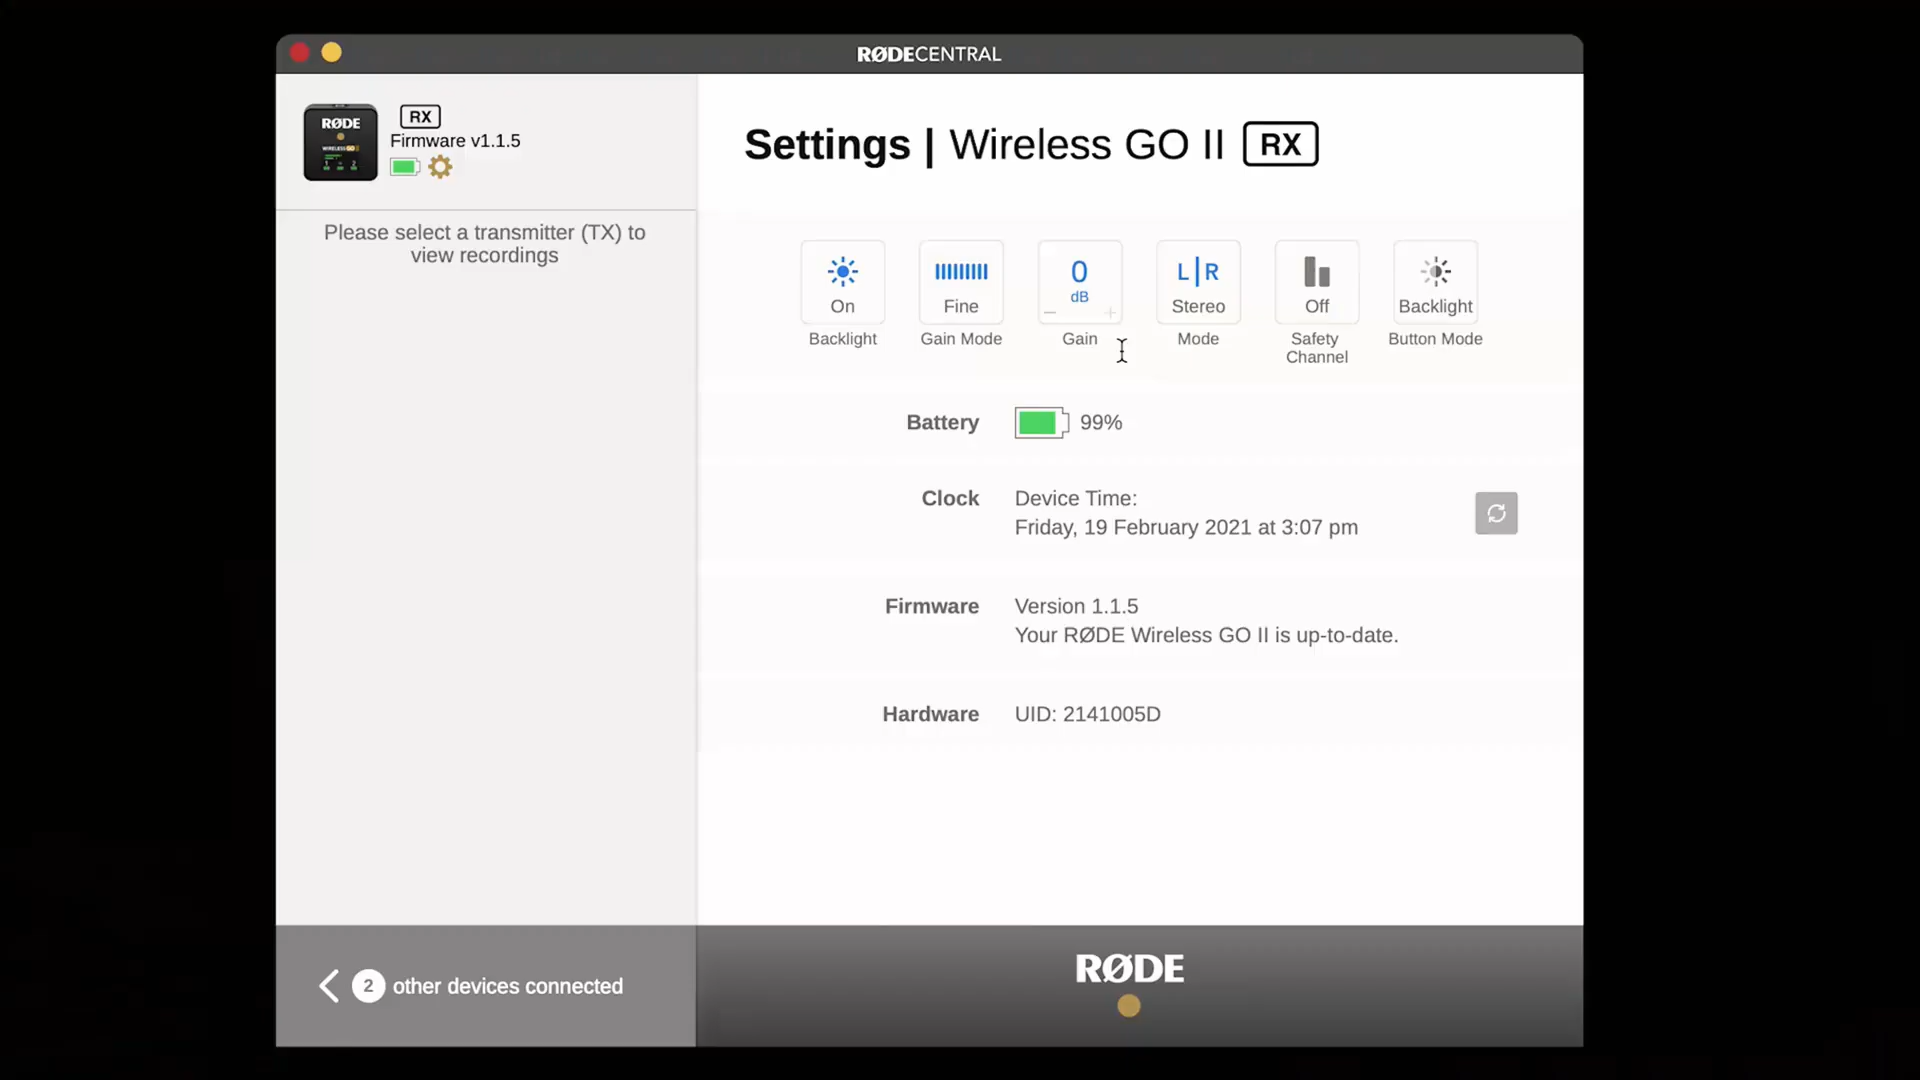 RØDECENTRAL
RØDE
WIRELESS GO II
RX
Firmware v1.1.5
Please select a transmitter (TX) to
view recordings
Settings | Wireless GO II RX
On
Backlight
Fine
Gain Mode
0
dB
− +
Gain
L|R
Stereo
Mode
Off
Safety
Channel
Backlight
Button Mode
Battery 99%
Clock Device Time:
Friday, 19 February 2021 at 3:07 pm
Firmware Version 1.1.5
Your RØDE Wireless GO II is up-to-date.
Hardware UID: 2141005D
2 other devices connected
RØDE